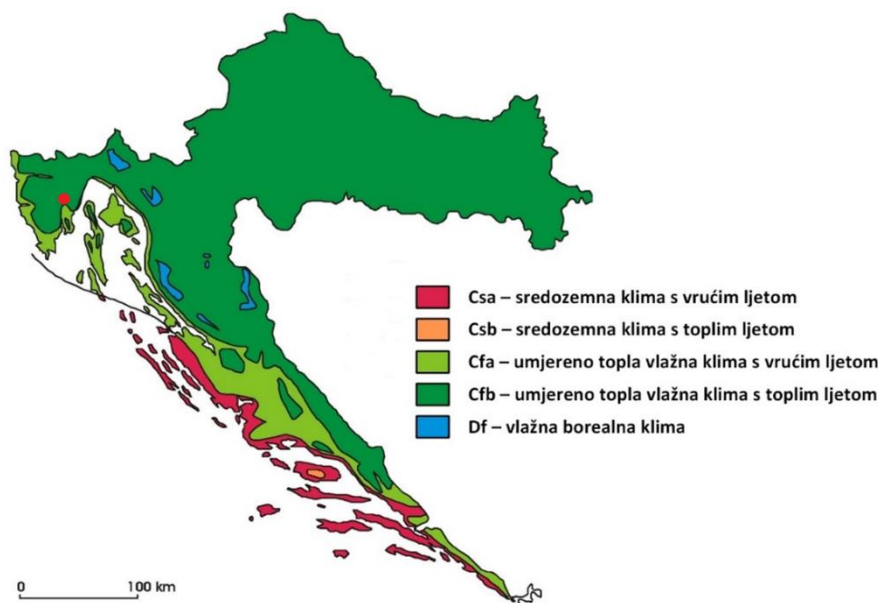 Csa – sredozemna klima s vrućim ljetom
Csb – sredozemna klima s toplim ljetom
Cfa – umjereno topla vlažna klima s vrućim ljetom
Cfb – umjereno topla vlažna klima s toplim ljetom
Df – vlažna borealna klima
0 100 km